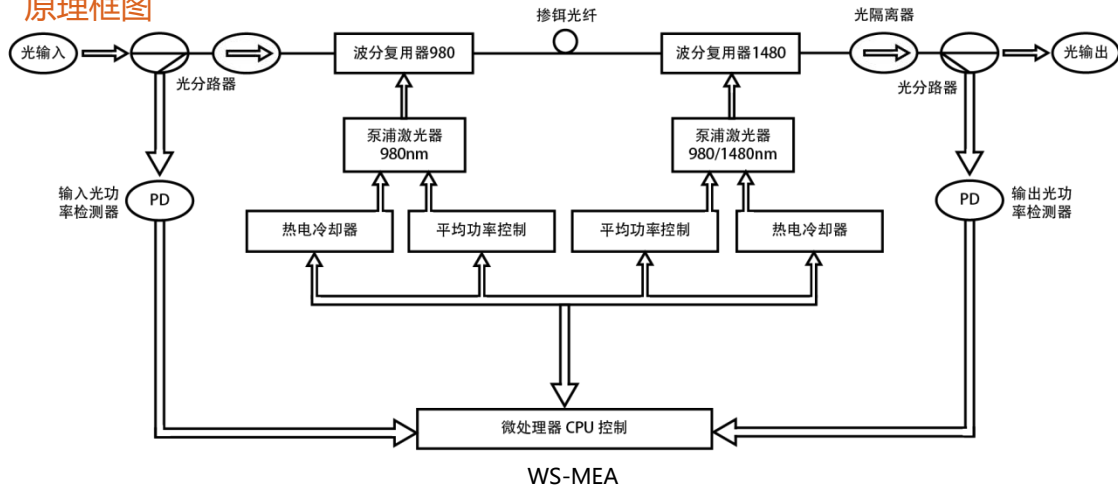 原理框图
掺铒光纤
光隔离器
光输入
波分复用器980
波分复用器1480
光输出
光分路器
光分路器
泵浦激光器
980nm
泵浦激光器
980/1480nm
输入光功
率检测器
PD
PD
输出光功
率检测器
热电冷却器
平均功率控制
平均功率控制
热电冷却器
微处理器 CPU 控制
WS-MEA